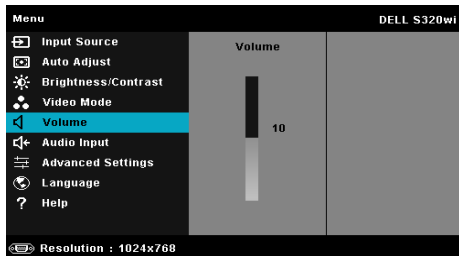 Menu
DELL S320wi
Input Source
Auto Adjust
Brightness/Contrast
Video Mode
Volume
Audio Input
Advanced Settings
Language
? Help
Volume
10
Resolution : 1024x768